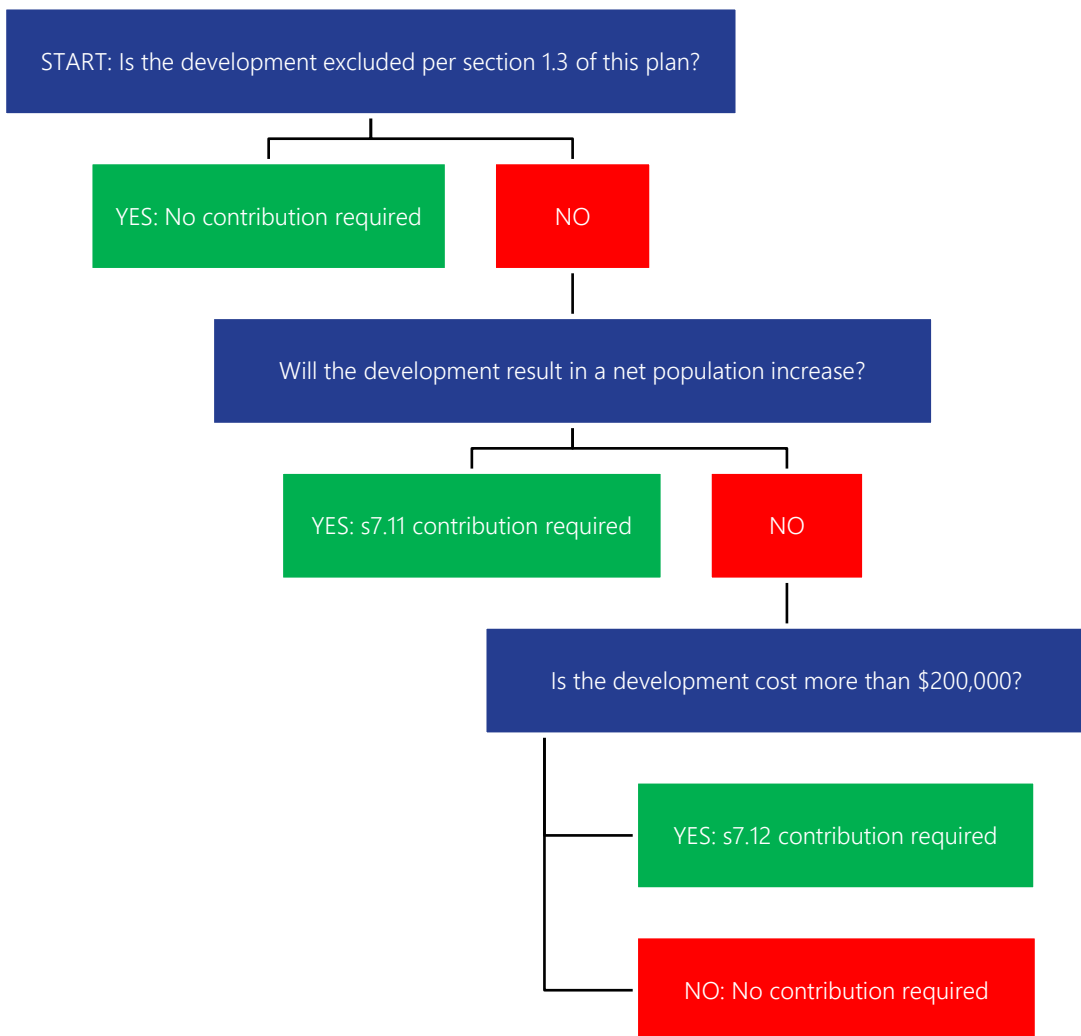 START: Is the development excluded per section 1.3 of this plan?
YES: No contribution required
NO
Will the development result in a net population increase?
YES: s7.11 contribution required
NO
Is the development cost more than $200,000?
YES: s7.12 contribution required
NO: No contribution required